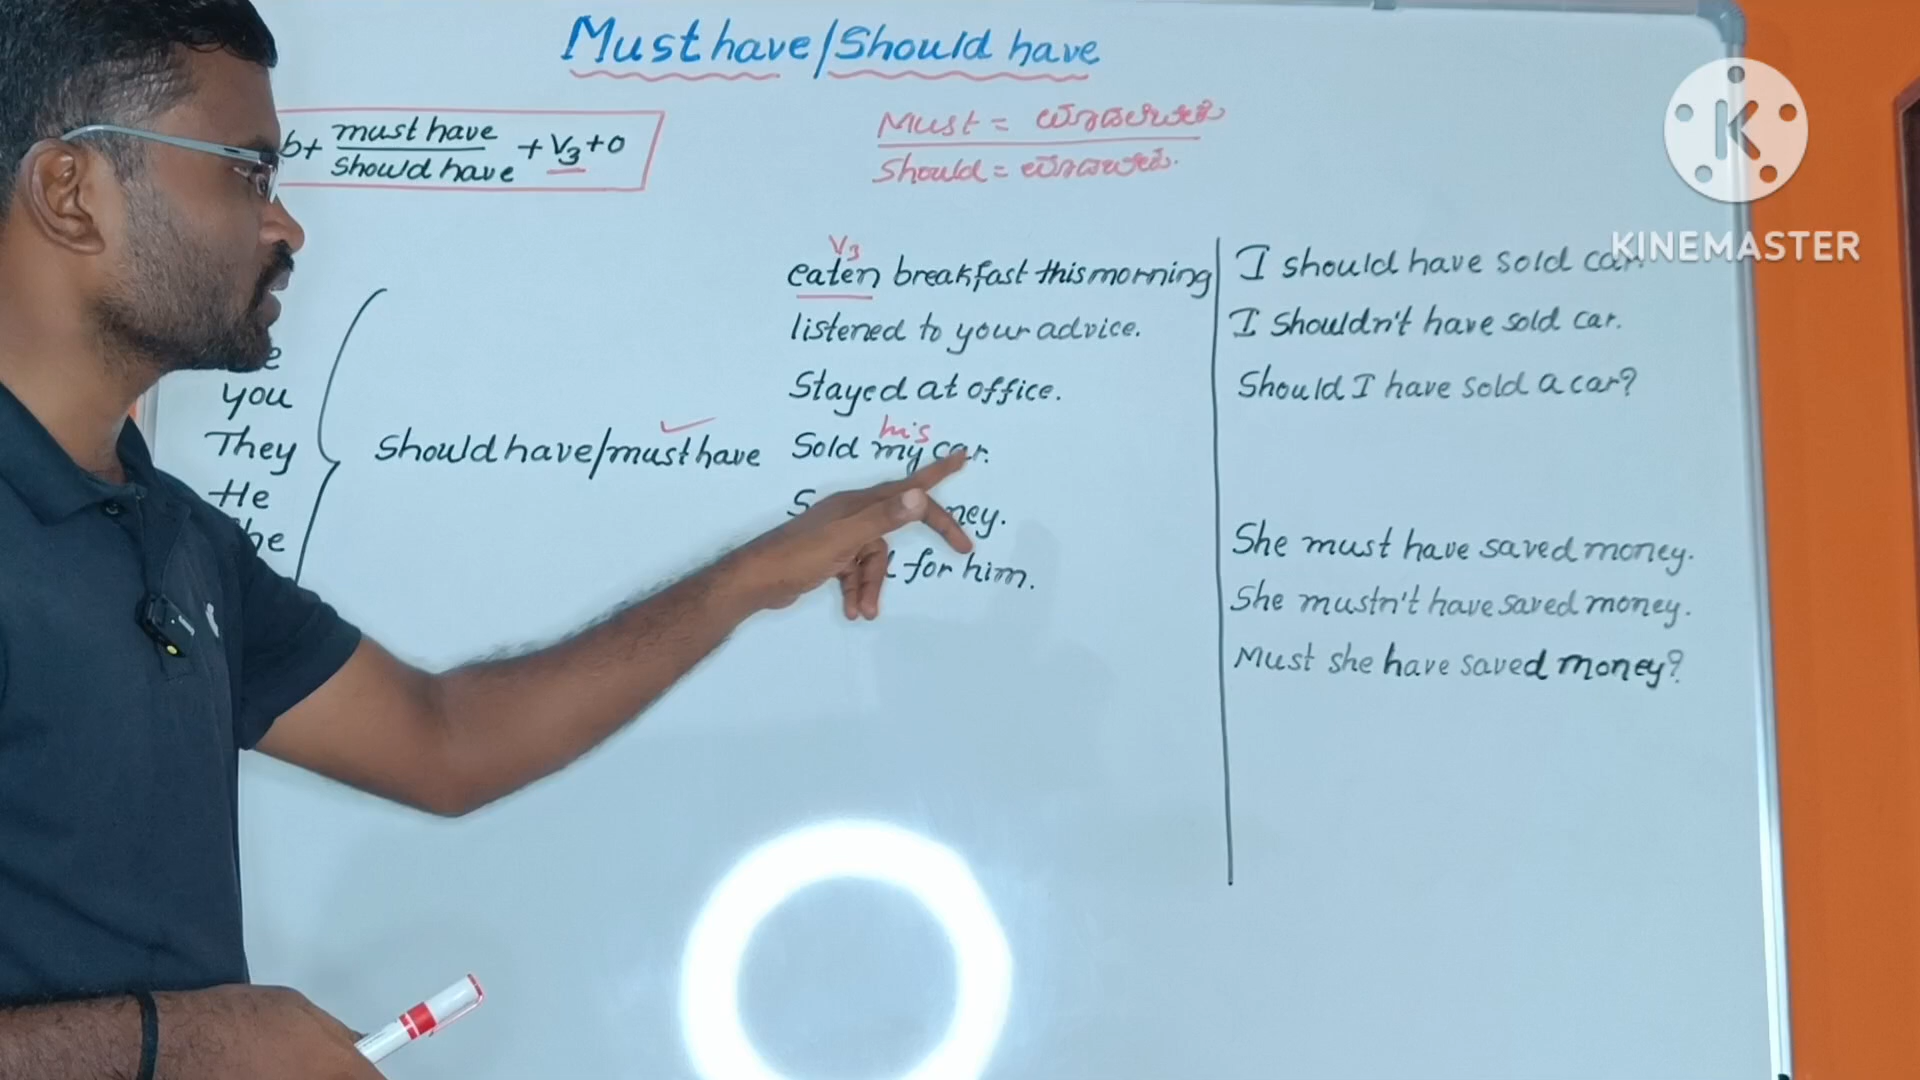 Must have/Should have
b+ must have / should have + V3 + o
Must = ಮಾಡಲೇಬೇಕು
Should = ಮಾಡಬೇಕು.
V3
eaten breakfast this morning
listened to your advice.
Stayed at office.
his
Sold my car.
for him.
you
They
He
Should have/must have
I should have sold car.
I shouldn't have sold car.
Should I have sold a car?
She must have saved money.
She mustn't have saved money.
Must she have saved money?
K
KINEMASTER